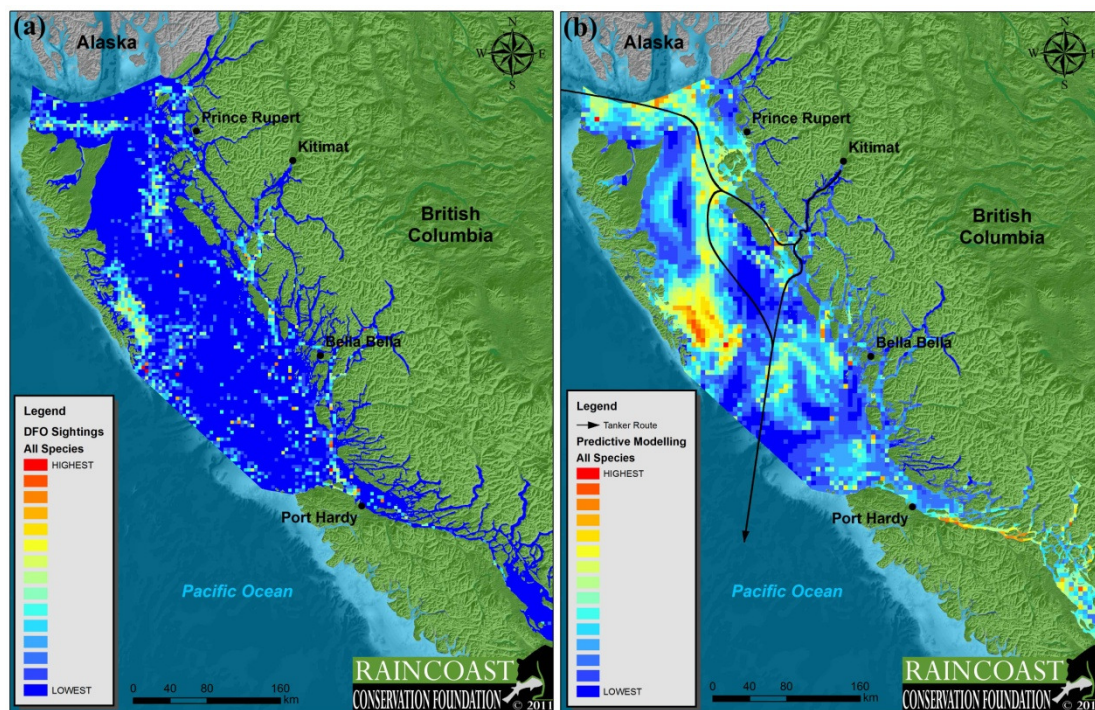 (a)
Alaska
N
W E
S
Prince Rupert
Kitimat
British
Columbia
Bella Bella
Port Hardy
Pacific Ocean
Legend
DFO Sightings
All Species
HIGHEST
LOWEST
0 40 80 160
km
RAINCOAST
CONSERVATION FOUNDATION
© 2011
(b)
Alaska
N
W E
S
Prince Rupert
Kitimat
British
Columbia
Bella Bella
Port Hardy
Pacific Ocean
Legend
Tanker Route
Predictive Modelling
All Species
HIGHEST
LOWEST
0 40 80 160
km
RAINCOAST
CONSERVATION FOUNDATION
© 2011